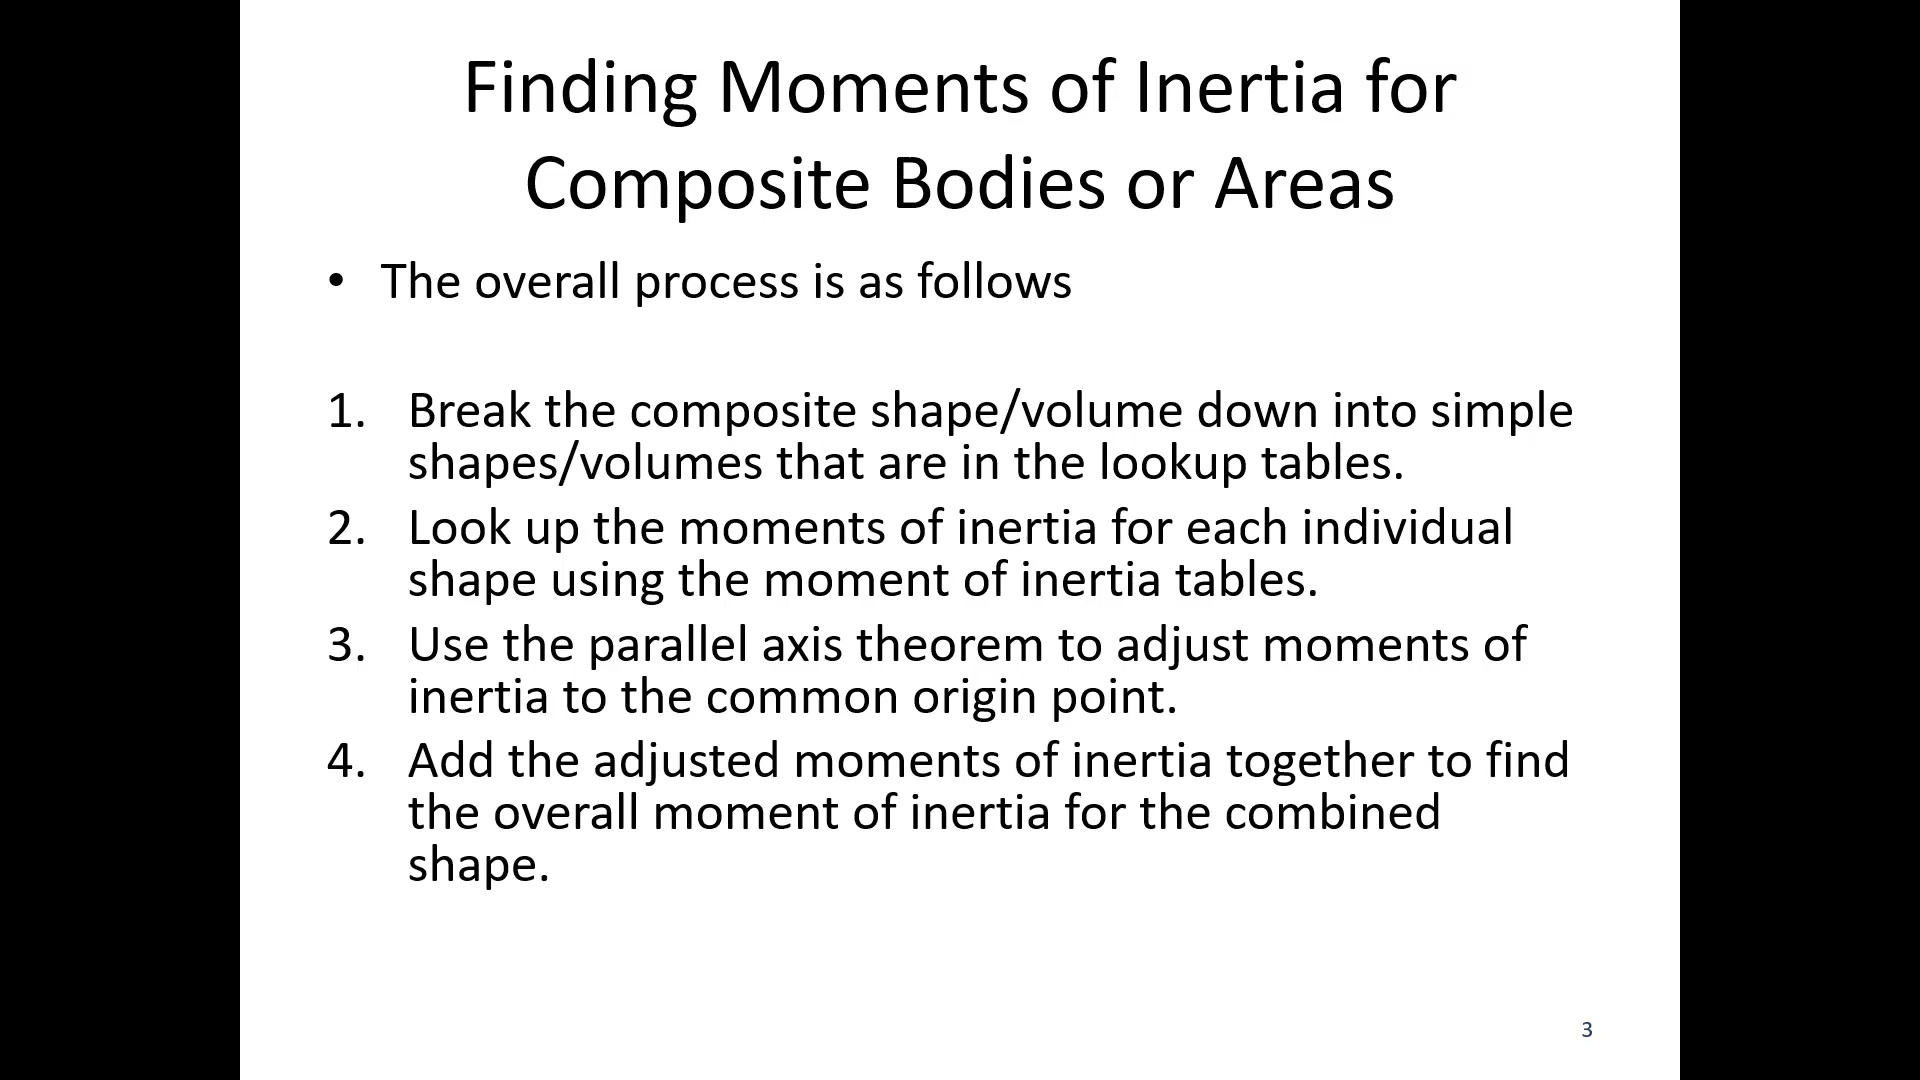 Finding Moments of Inertia for
Composite Bodies or Areas
• The overall process is as follows
1. Break the composite shape/volume down into simple
shapes/volumes that are in the lookup tables.
2. Look up the moments of inertia for each individual
shape using the moment of inertia tables.
3. Use the parallel axis theorem to adjust moments of
inertia to the common origin point.
4. Add the adjusted moments of inertia together to find
the overall moment of inertia for the combined
shape.
3